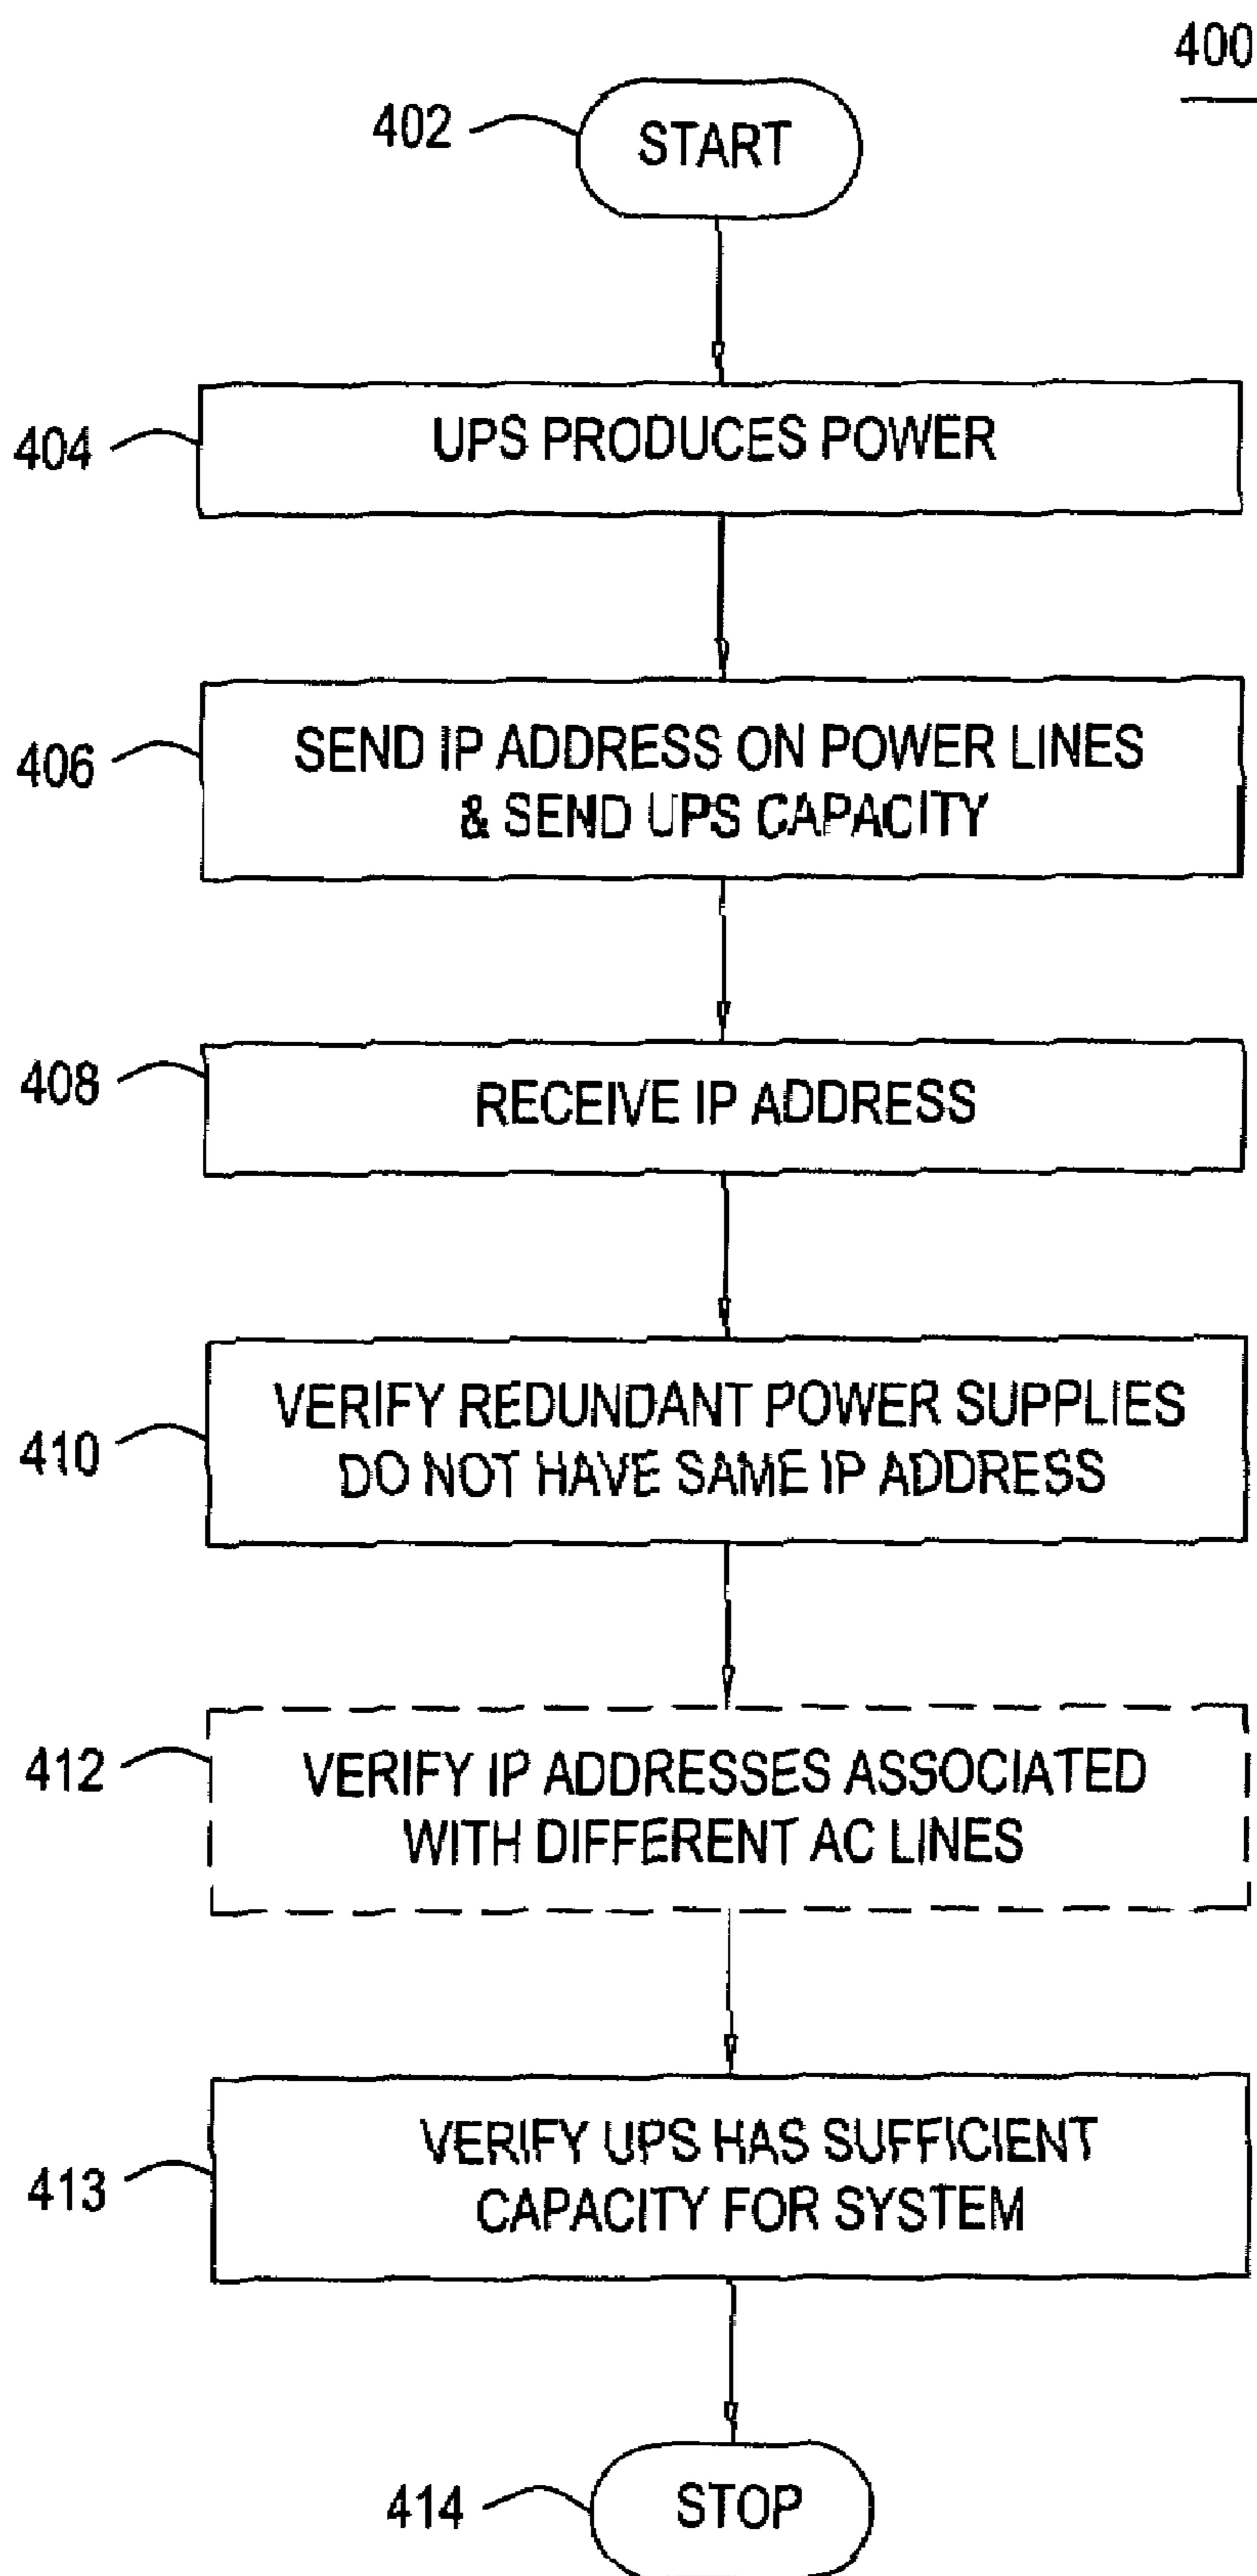 400
402
START
404
UPS PRODUCES POWER
406
SEND IP ADDRESS ON POWER LINES
& SEND UPS CAPACITY
408
RECEIVE IP ADDRESS
410
VERIFY REDUNDANT POWER SUPPLIES
DO NOT HAVE SAME IP ADDRESS
412
VERIFY IP ADDRESSES ASSOCIATED
WITH DIFFERENT AC LINES
413
VERIFY UPS HAS SUFFICIENT
CAPACITY FOR SYSTEM
414
STOP